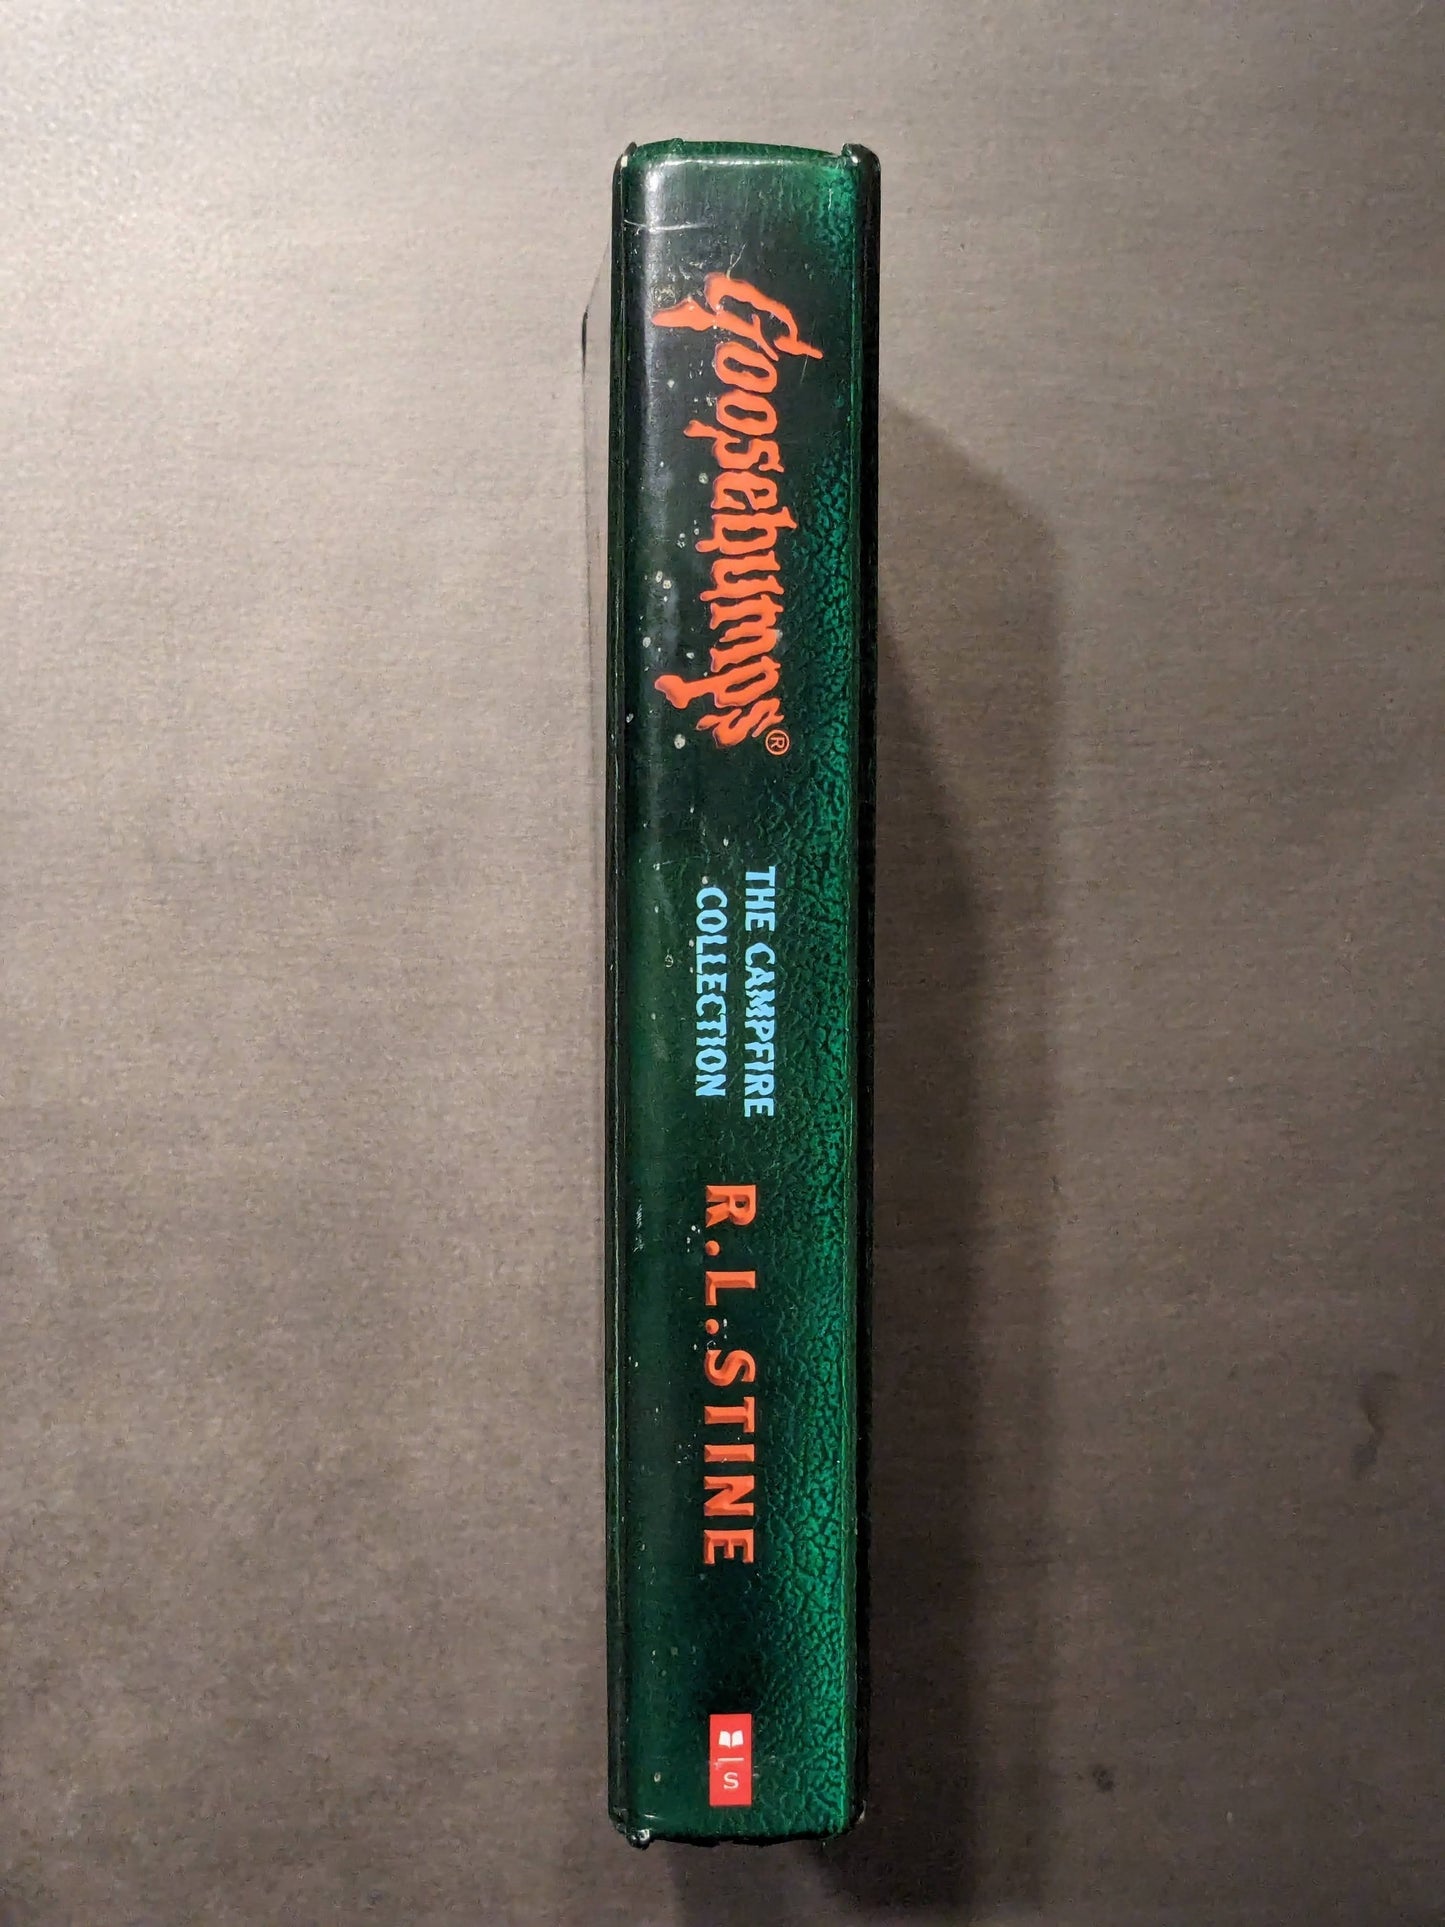 Goosebumps®
THE CAMPFIRE
COLLECTION
R.L.STINE
S